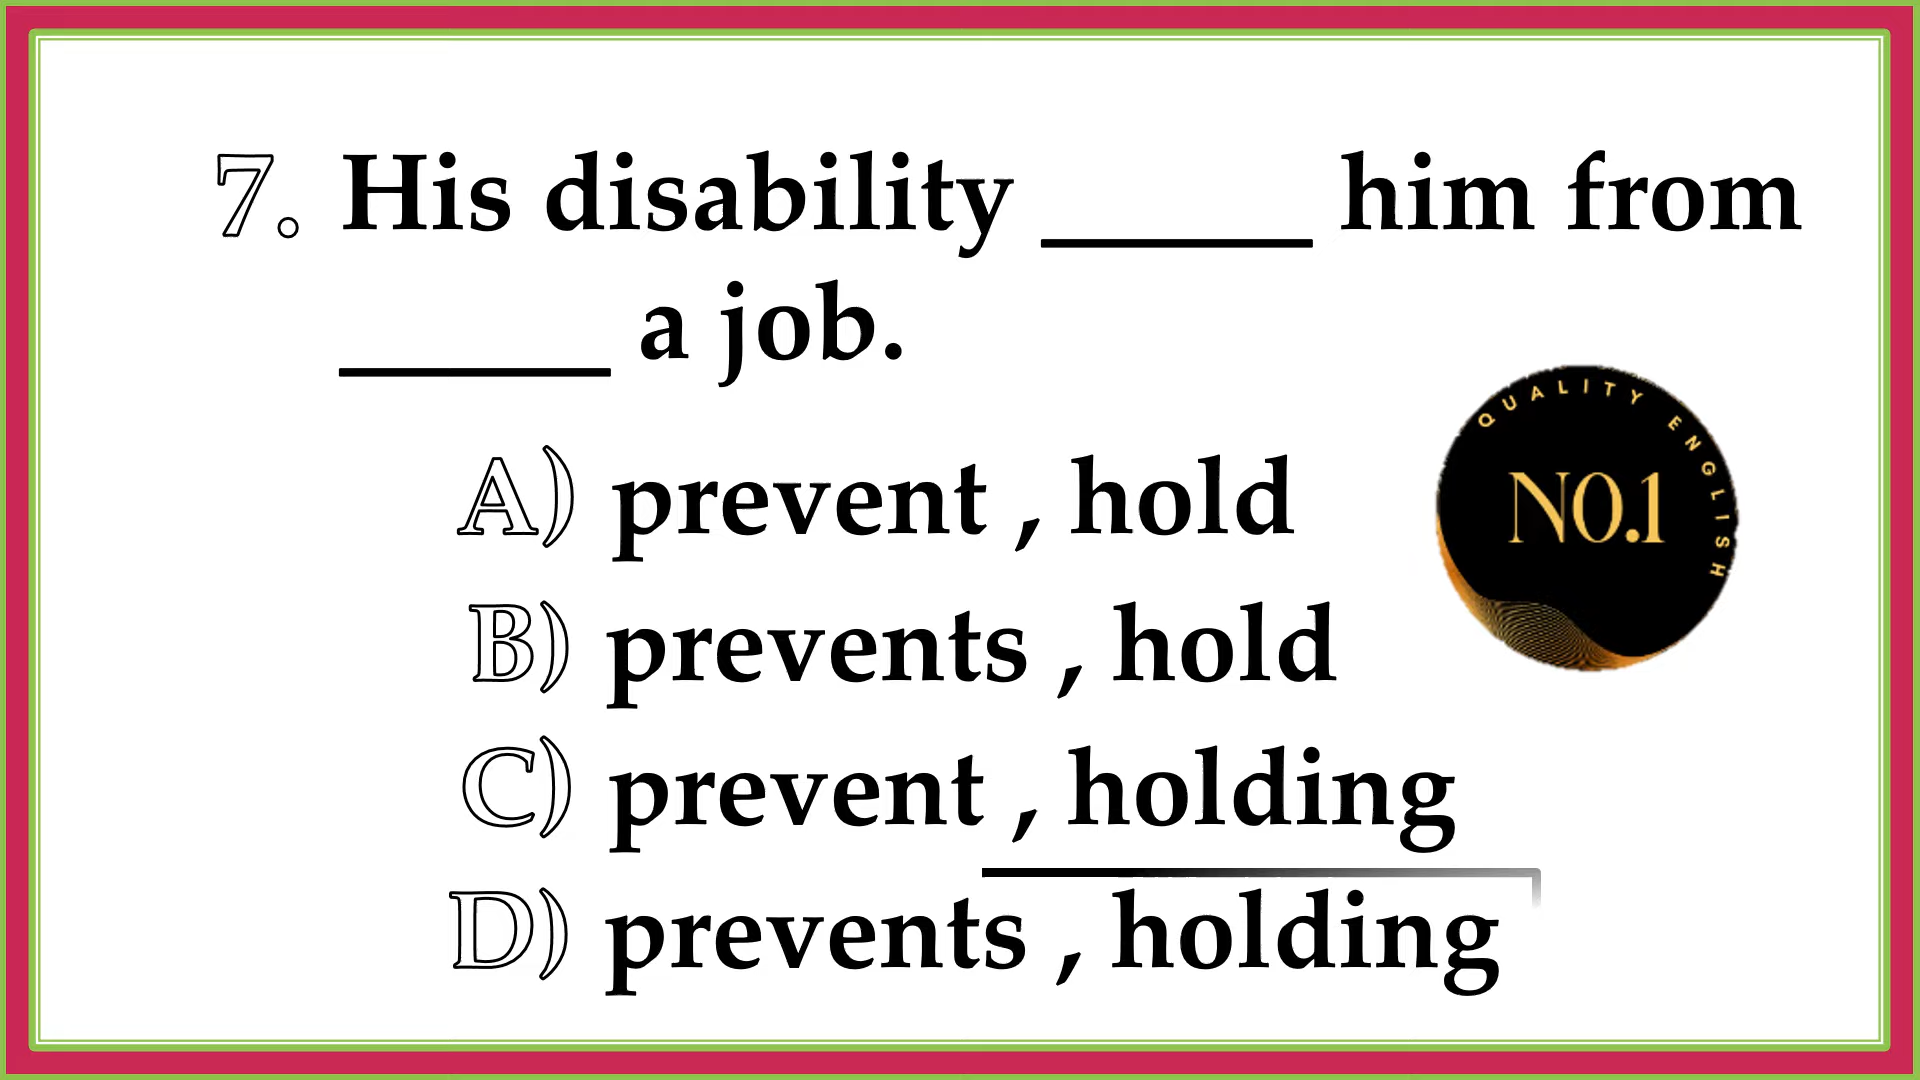 7. His disability _____ him from
_____ a job.
A) prevent , hold
QUALITY ENGLISH
NO.1
B) prevents , hold
C) prevent , holding
D) prevents , holding